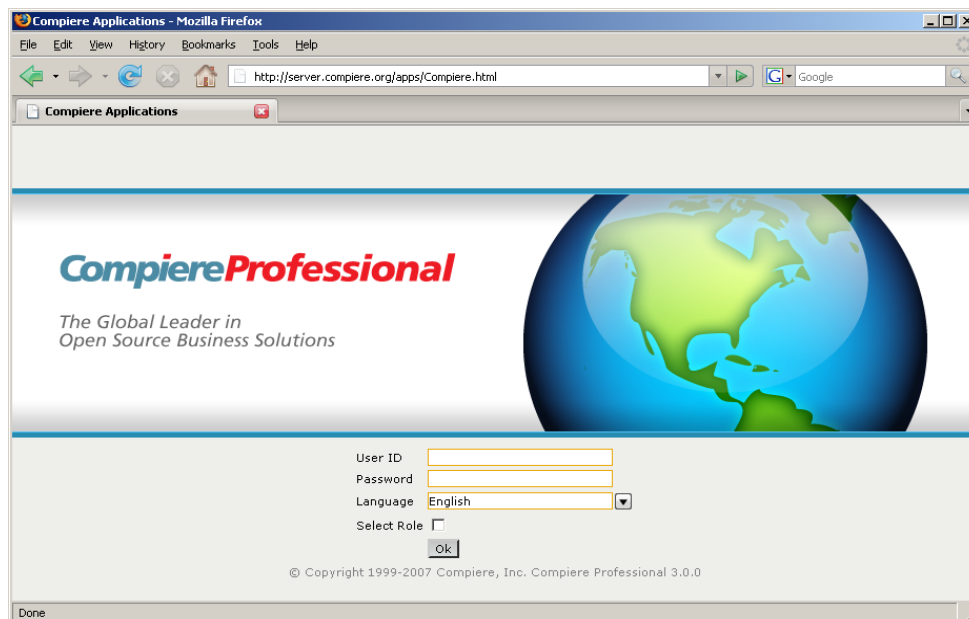 Compiere Applications - Mozilla Firefox
File Edit View History Bookmarks Tools Help
http://server.compiere.org/apps/Compiere.html
G Google
Compiere Applications
CompiereProfessional
The Global Leader in
Open Source Business Solutions
User ID
Password
Language English
Select Role
Ok
© Copyright 1999-2007 Compiere, Inc. Compiere Professional 3.0.0
Done